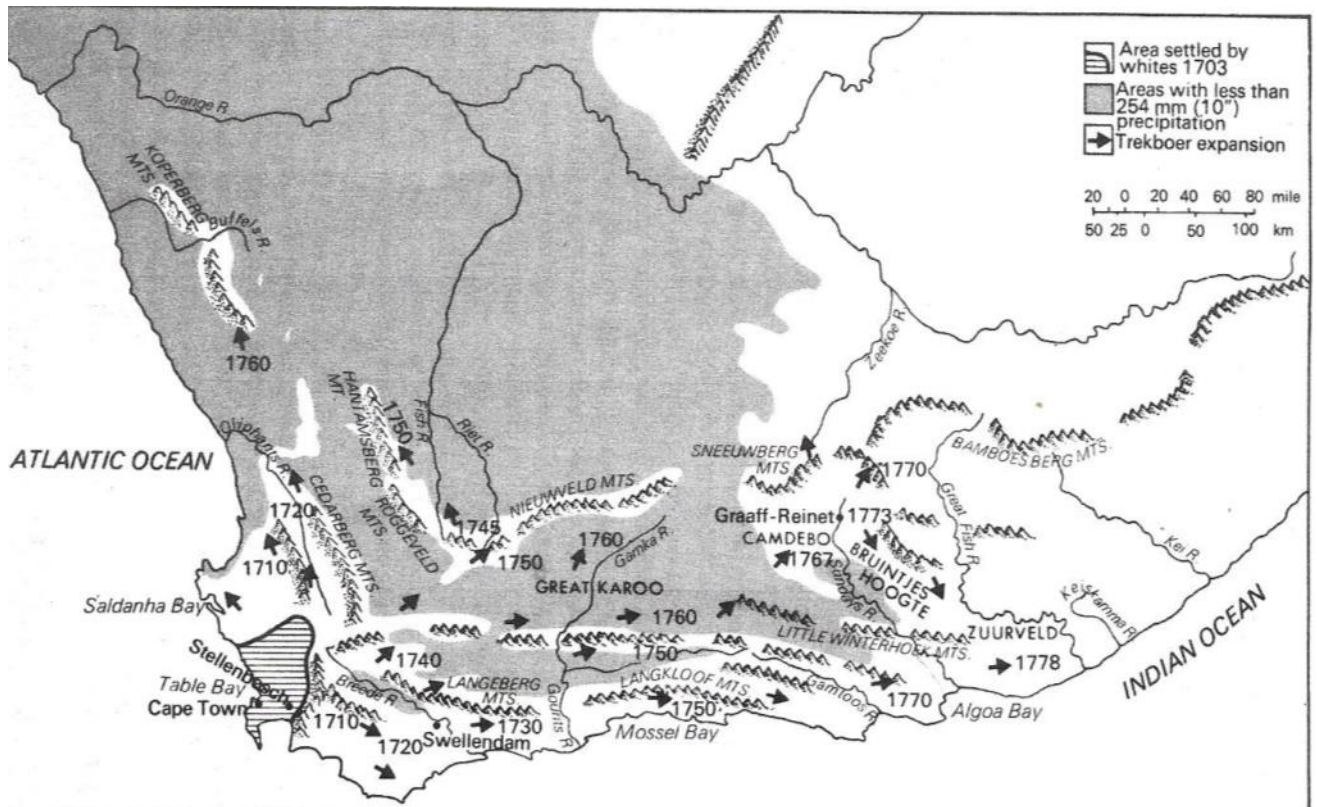 Area settled by
whites 1703
Areas with less than
254 mm (10")
precipitation
Trekboer expansion
20 0 20 40 60 80 mile
50 25 0 50 100 km
Orange R.
KOPERBERG
MTS
Buffels R.
1760
Zeekoe R.
HANTAMSBERG
MT.
1750
Fish R.
Riet R.
Oliphants R.
ATLANTIC OCEAN
SNEEUWBERG
MTS
BAMBOES BERG MTS.
1770
1720
CEDARBERG MTS.
ROGGEVELD
MTS.
NIEUWVELD MTS.
1745
Graaff-Reinet
1773
Great Fish R.
1710
1750
1760
Gamka R.
CAMDEBO
1767
BRUINTJES
HOOGTE
Kei R.
GREAT KAROO
Sundays R.
Keiskamma R.
Saldanha Bay
1760
ZUURVELD
INDIAN OCEAN
Stellenbosch
1740
1750
LITTLE WINTERHOEK MTS.
1778
Table Bay
Breede R.
LANGEBERG
MTS.
Gourits R.
LANGKLOOF MTS.
Gamtoos R.
Cape Town
1710
1730
1750
1770
Algoa Bay
1720
Swellendam
Mossel Bay